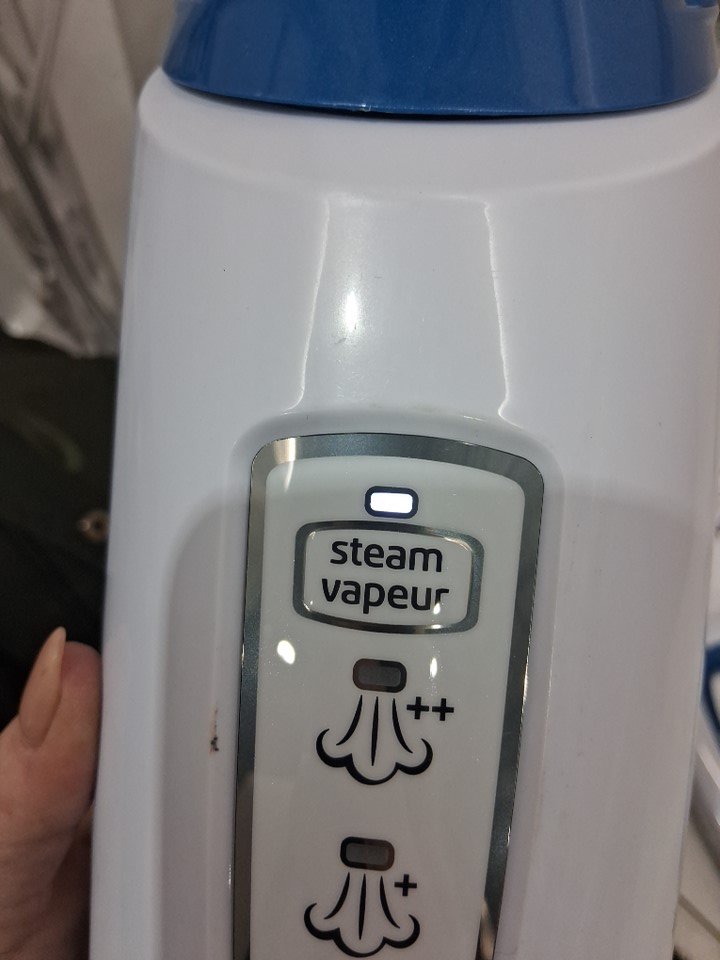 steam
vapeur
++
+